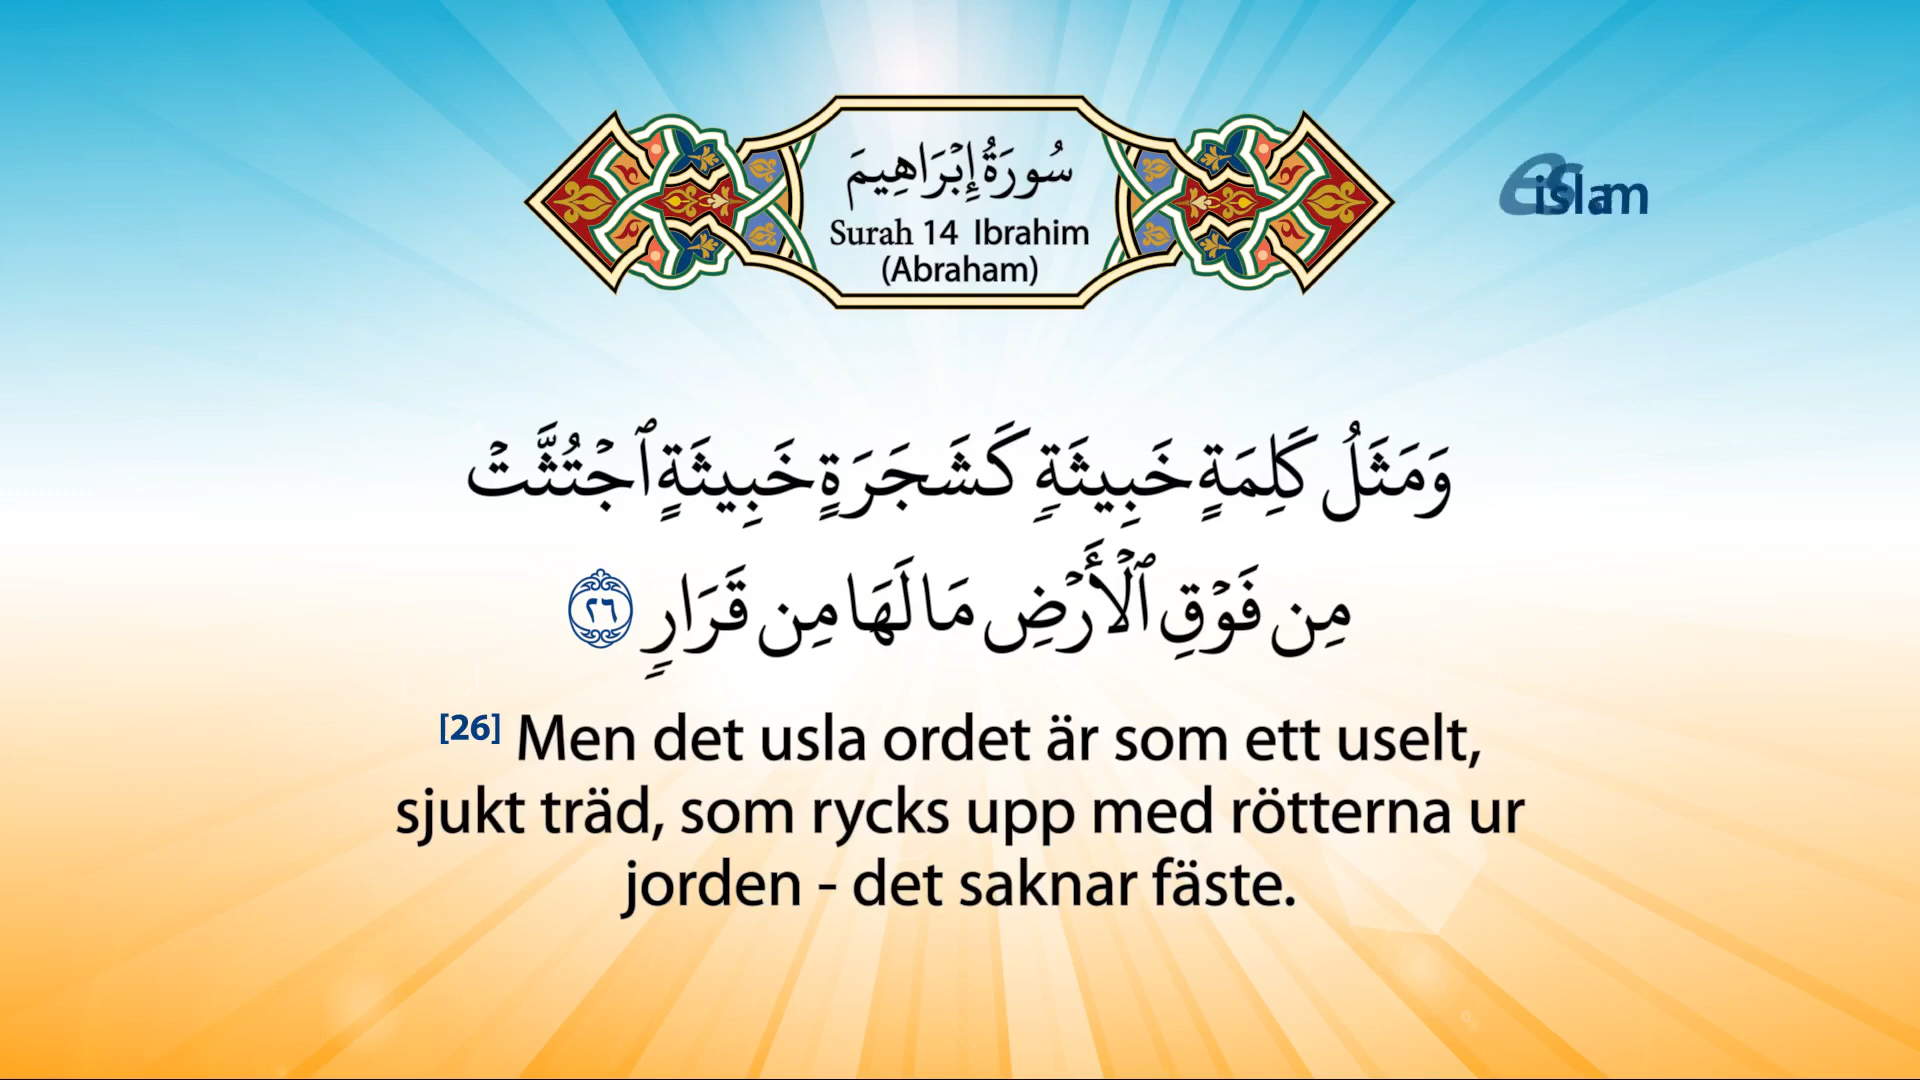 سُورَةُ إِبْرَاهِيمَ
Surah 14 Ibrahim
(Abraham)
islam
وَمَثَلُ كَلِمَةٍ خَبِيثَةٖ كَشَجَرَةٍ خَبِيثَةٍ ٱجۡتُثَّتۡ
مِن فَوۡقِ ٱلۡأَرۡضِ مَا لَهَا مِن قَرَارٖ ٢٦
[26] Men det usla ordet är som ett uselt,
sjukt träd, som rycks upp med rötterna ur
jorden - det saknar fäste.